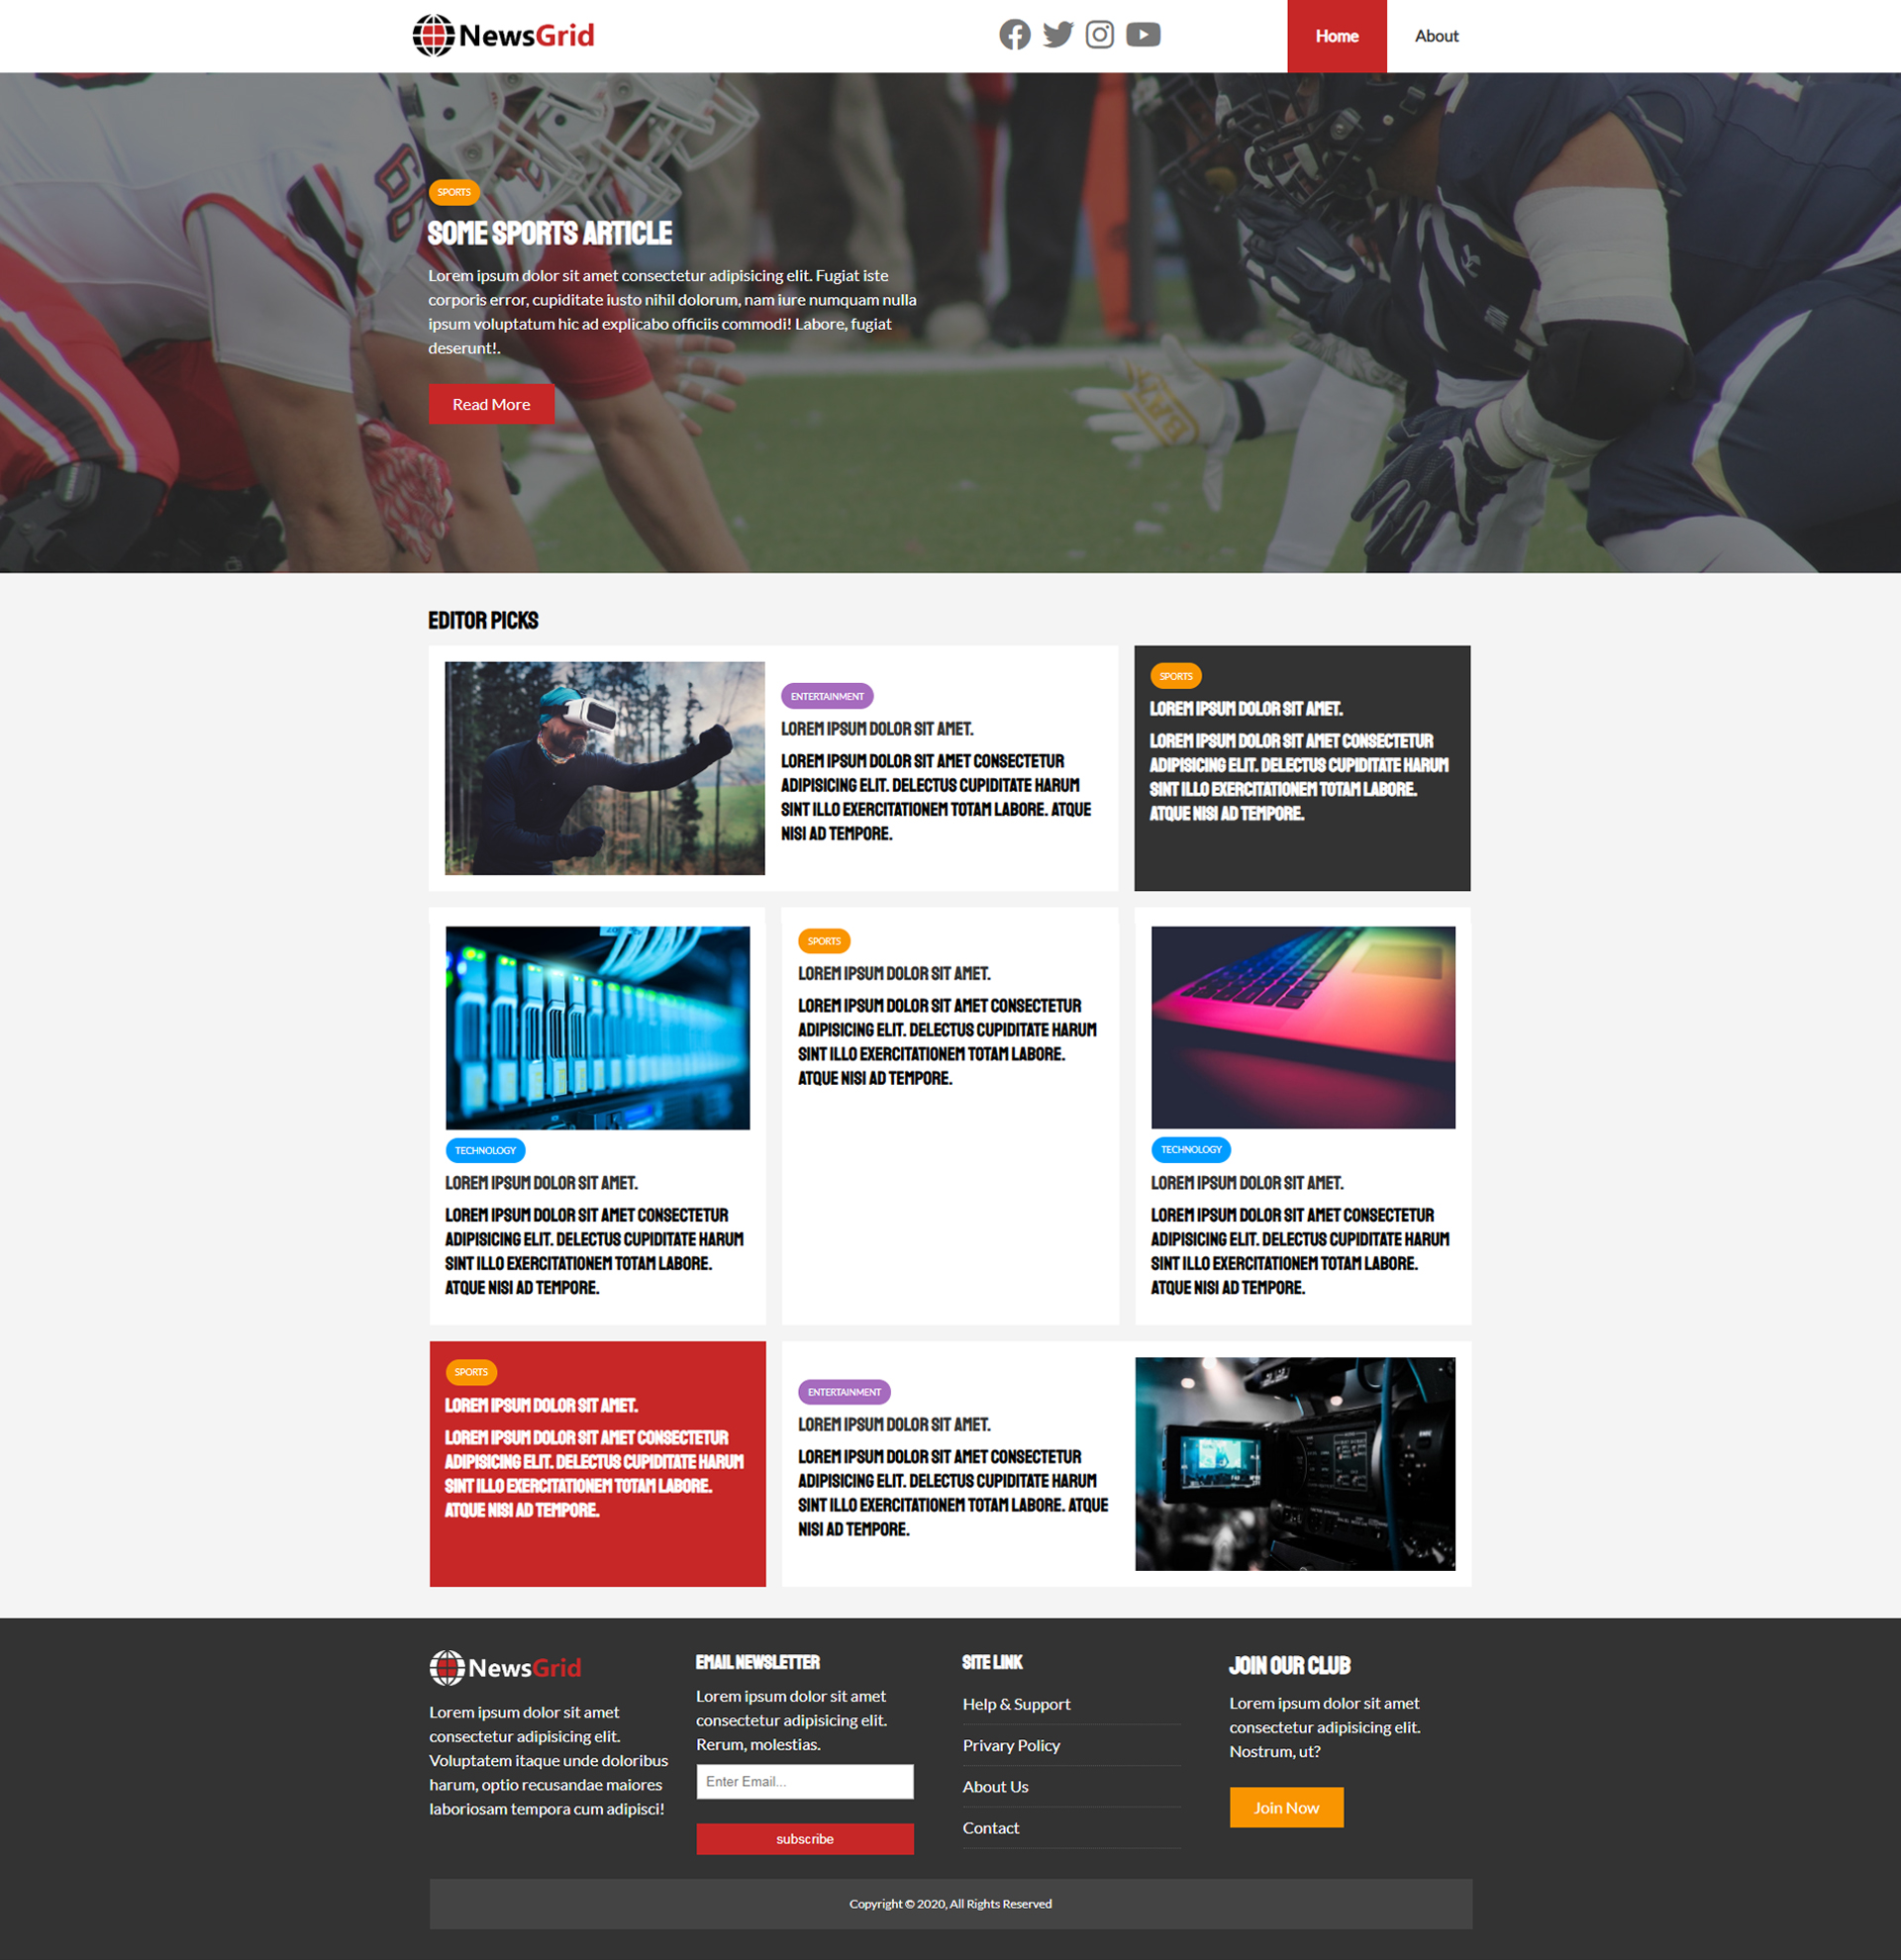 NewsGrid
Home
About
SPORTS
SOME SPORTS ARTICLE
Lorem ipsum dolor sit amet consectetur adipisicing elit. Fugiat iste
corporis error, cupiditate iusto nihil dolorum, nam iure numquam nulla
ipsum voluptatum hic ad explicabo officiis commodi! Labore, fugiat
deserunt!.
Read More
EDITOR PICKS
ENTERTAINMENT
LOREM IPSUM DOLOR SIT AMET.
LOREM IPSUM DOLOR SIT AMET CONSECTETUR
ADIPISICING ELIT. DELECTUS CUPIDITATE HARUM
SINT ILLO EXERCITATIONEM TOTAM LABORE. ATQUE
NISI AD TEMPORE.
SPORTS
LOREM IPSUM DOLOR SIT AMET.
LOREM IPSUM DOLOR SIT AMET CONSECTETUR
ADIPISICING ELIT. DELECTUS CUPIDITATE HARUM
SINT ILLO EXERCITATIONEM TOTAM LABORE.
ATQUE NISI AD TEMPORE.
TECHNOLOGY
LOREM IPSUM DOLOR SIT AMET.
LOREM IPSUM DOLOR SIT AMET CONSECTETUR
ADIPISICING ELIT. DELECTUS CUPIDITATE HARUM
SINT ILLO EXERCITATIONEM TOTAM LABORE.
ATQUE NISI AD TEMPORE.
SPORTS
LOREM IPSUM DOLOR SIT AMET.
LOREM IPSUM DOLOR SIT AMET CONSECTETUR
ADIPISICING ELIT. DELECTUS CUPIDITATE HARUM
SINT ILLO EXERCITATIONEM TOTAM LABORE.
ATQUE NISI AD TEMPORE.
TECHNOLOGY
LOREM IPSUM DOLOR SIT AMET.
LOREM IPSUM DOLOR SIT AMET CONSECTETUR
ADIPISICING ELIT. DELECTUS CUPIDITATE HARUM
SINT ILLO EXERCITATIONEM TOTAM LABORE.
ATQUE NISI AD TEMPORE.
SPORTS
LOREM IPSUM DOLOR SIT AMET.
LOREM IPSUM DOLOR SIT AMET CONSECTETUR
ADIPISICING ELIT. DELECTUS CUPIDITATE HARUM
SINT ILLO EXERCITATIONEM TOTAM LABORE.
ATQUE NISI AD TEMPORE.
ENTERTAINMENT
LOREM IPSUM DOLOR SIT AMET.
LOREM IPSUM DOLOR SIT AMET CONSECTETUR
ADIPISICING ELIT. DELECTUS CUPIDITATE HARUM
SINT ILLO EXERCITATIONEM TOTAM LABORE. ATQUE
NISI AD TEMPORE.
NewsGrid
Lorem ipsum dolor sit amet
consectetur adipisicing elit.
Voluptatem itaque unde doloribus
harum, optio recusandae maiores
laboriosam tempora cum adipisci!
EMAIL NEWSLETTER
Lorem ipsum dolor sit amet
consectetur adipisicing elit.
Rerum, molestias.
Enter Email...
subscribe
SITE LINK
Help & Support
Privary Policy
About Us
Contact
JOIN OUR CLUB
Lorem ipsum dolor sit amet
consectetur adipisicing elit.
Nostrum, ut?
Join Now
Copyright © 2020, All Rights Reserved